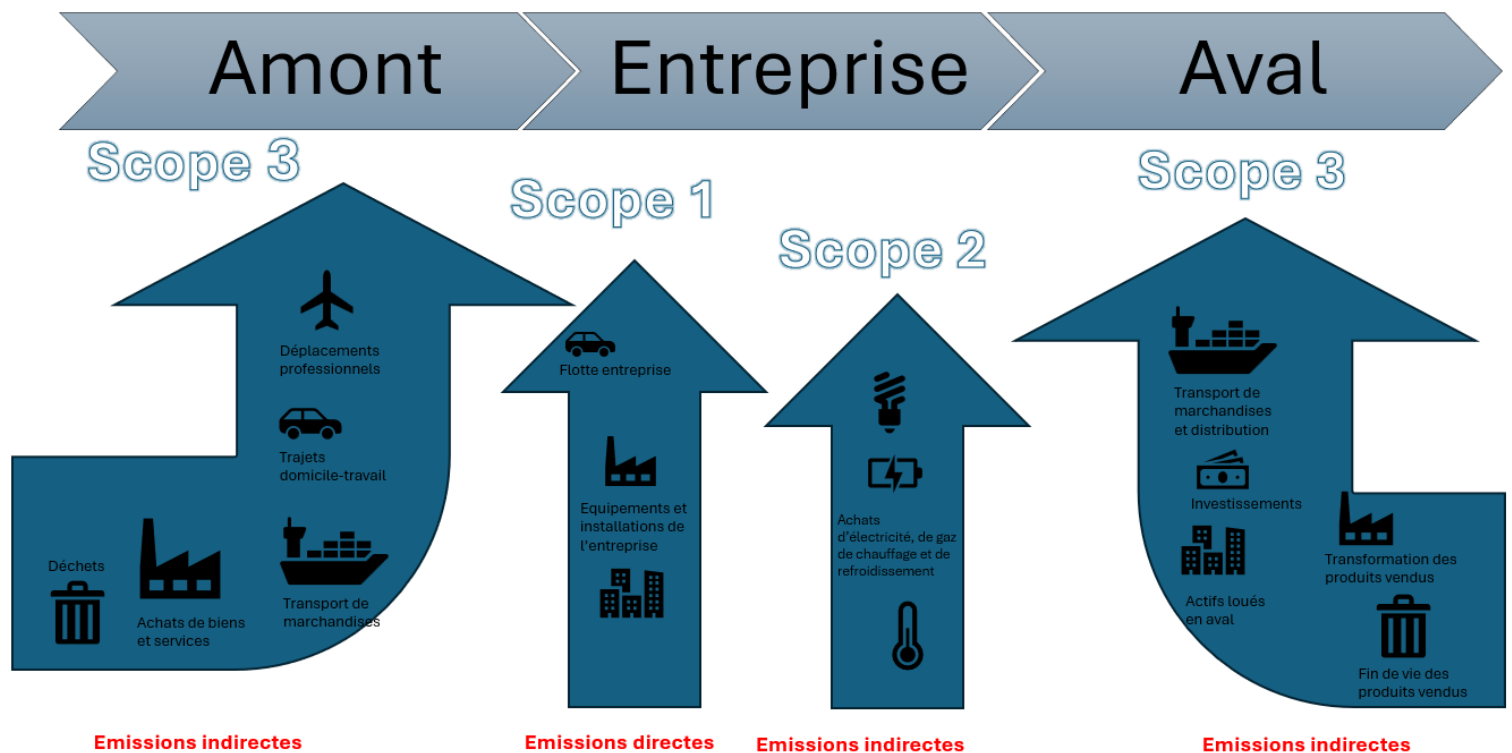 Amont
Entreprise
Aval
Scope 3
Scope 1
Scope 2
Scope 3
Déplacements
professionnels
Trajets
domicile-travail
Déchets
Achats de biens
et services
Transport de
marchandises
Flotte entreprise
Equipements et
installations de
l'entreprise
Achats
d'électricité, de gaz
de chauffage et de
refroidissement
Transport de
marchandises
et distribution
Investissements
Transformation des
produits vendus
Actifs loués
en aval
Fin de vie des
produits vendus
Emissions indirectes
Emissions directes
Emissions indirectes
Emissions indirectes